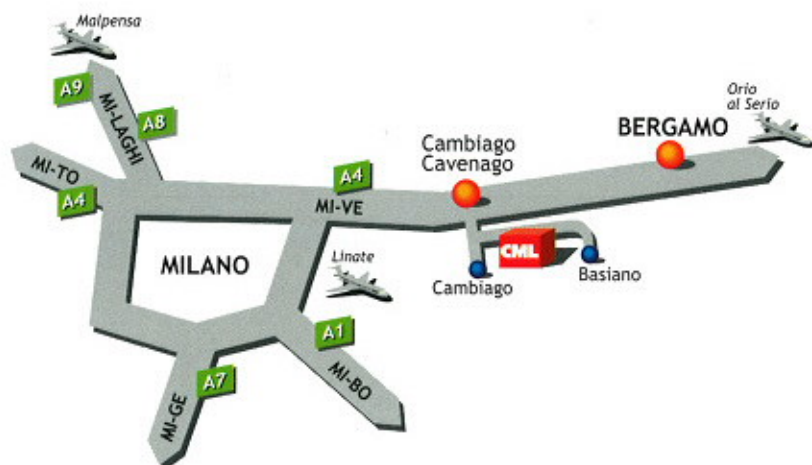 Malpensa
A9
MI-LAGHI
A8
MI-TO
A4
A4
MI-VE
Cambiago
Cavenago
BERGAMO
Orio
al Serio
MILANO
Linate
CML
Cambiago
Basiano
A1
MI-BO
A7
MI-GE